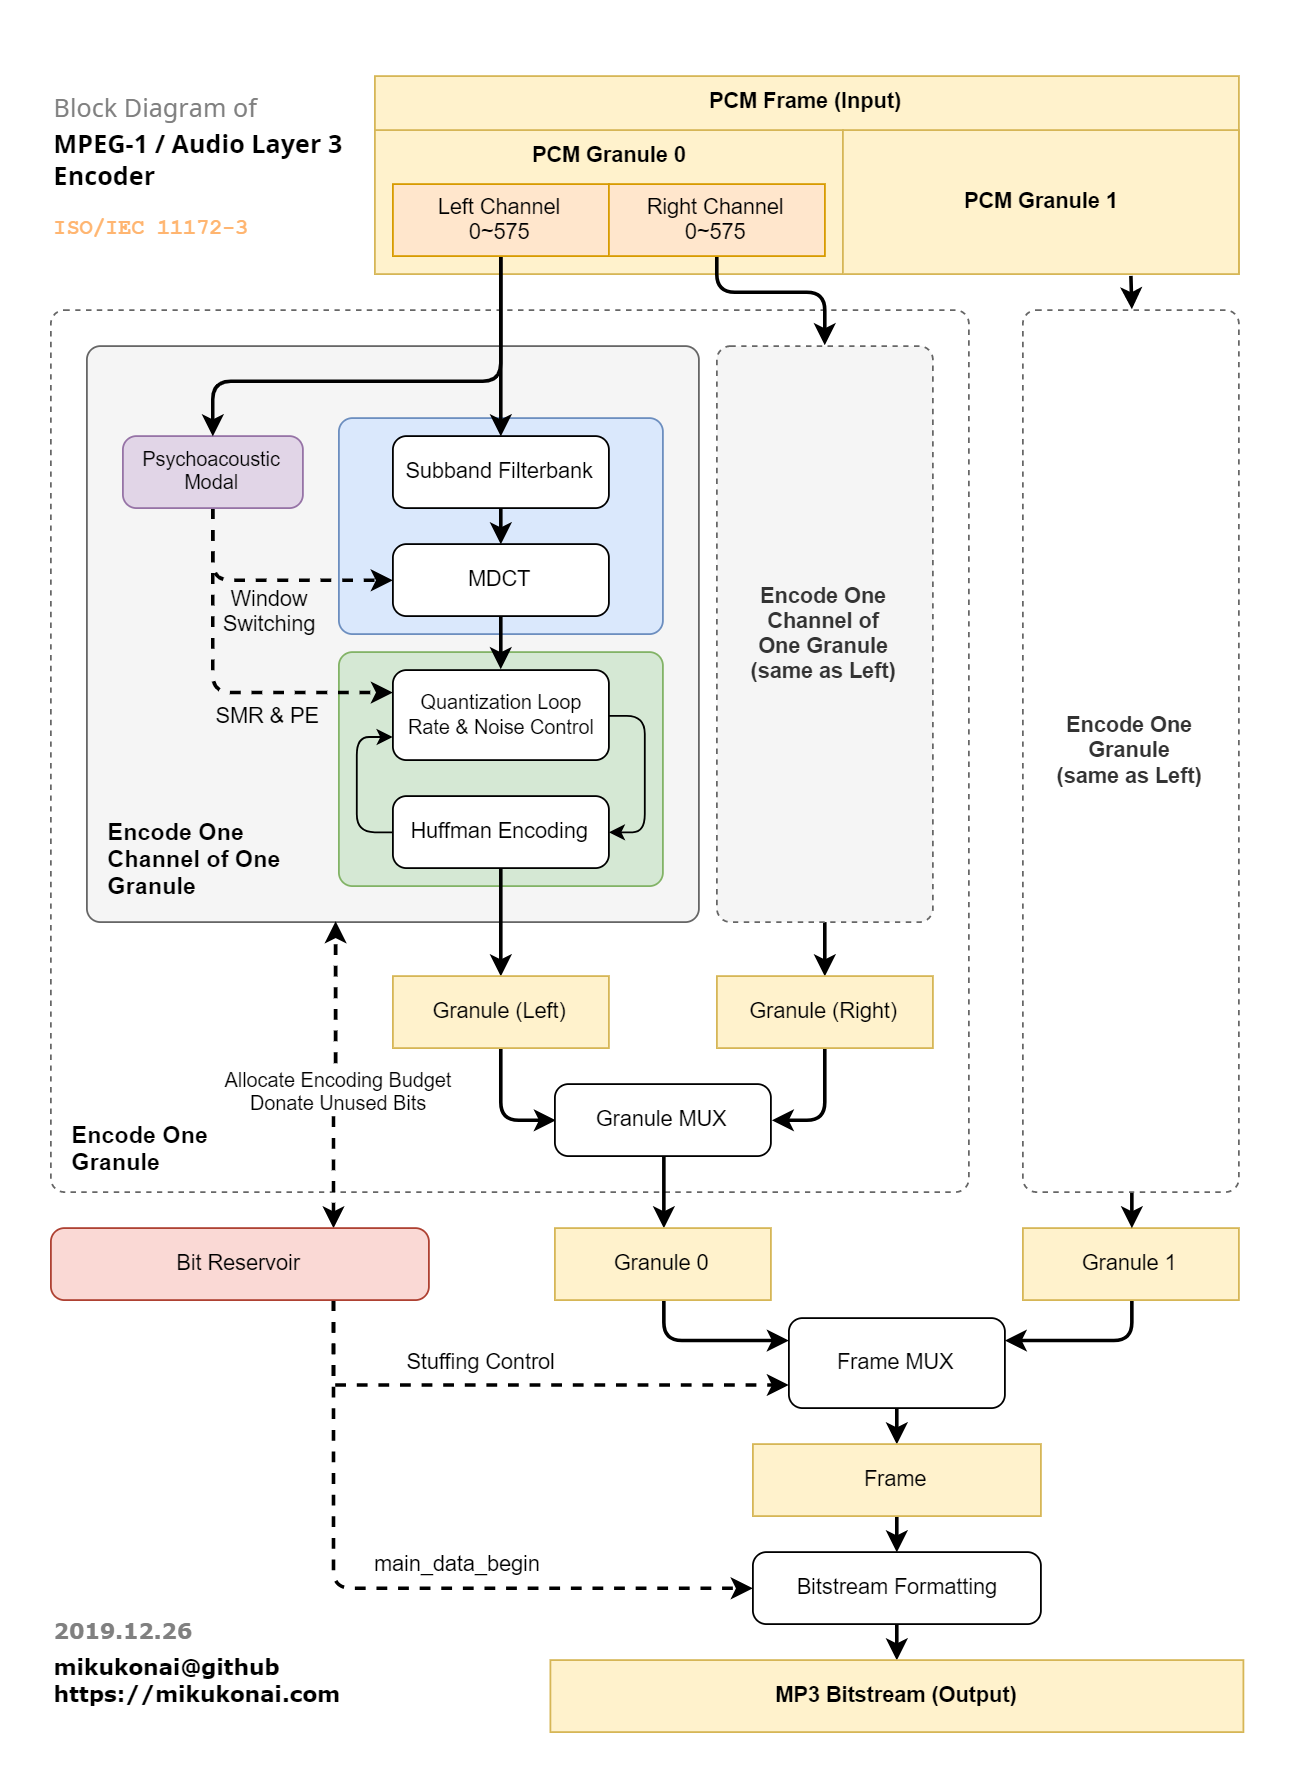 Block Diagram of
MPEG-1 / Audio Layer 3
Encoder
ISO/IEC 11172-3
PCM Frame (Input)
PCM Granule 0
Left Channel
0~575
Right Channel
0~575
PCM Granule 1
Psychoacoustic
Modal
Subband Filterbank
MDCT
Window
Switching
SMR & PE
Quantization Loop
Rate & Noise Control
Huffman Encoding
Encode One
Channel of One
Granule
Encode One
Channel of
One Granule
(same as Left)
Encode One
Granule
(same as Left)
Granule (Left)
Granule (Right)
Allocate Encoding Budget
Donate Unused Bits
Granule MUX
Encode One
Granule
Bit Reservoir
Granule 0
Granule 1
Stuffing Control
Frame MUX
Frame
main_data_begin
Bitstream Formatting
MP3 Bitstream (Output)
2019.12.26
mikukonai@github
https://mikukonai.com